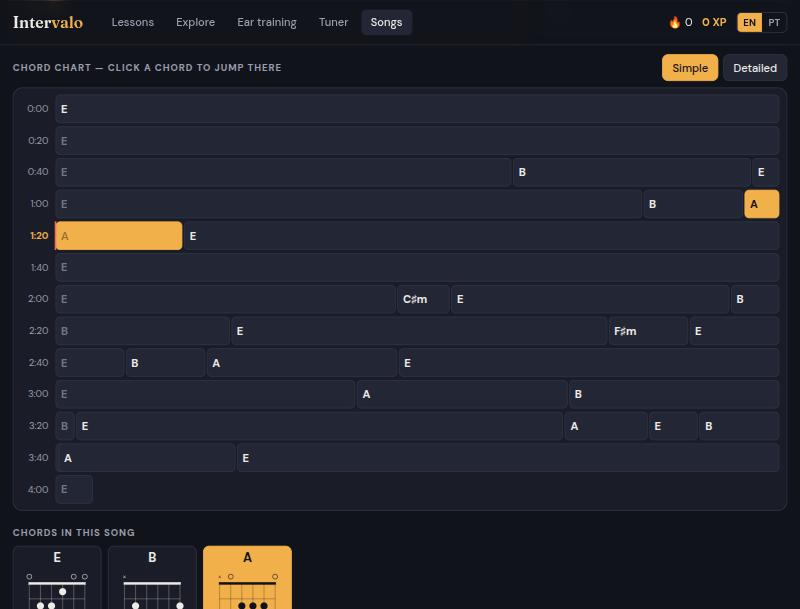 Intervalo Lessons Explore Ear training Tuner Songs 🔥 0 0 XP EN PT
CHORD CHART — CLICK A CHORD TO JUMP THERE Simple Detailed
0:00 E
0:20 E
0:40 E B E
1:00 E B A
1:20 A E
1:40 E
2:00 E C♯m E B
2:20 B E F♯m E
2:40 E B A E
3:00 E A B
3:20 B E A E B
3:40 A E
4:00 E
CHORDS IN THIS SONG
E B A